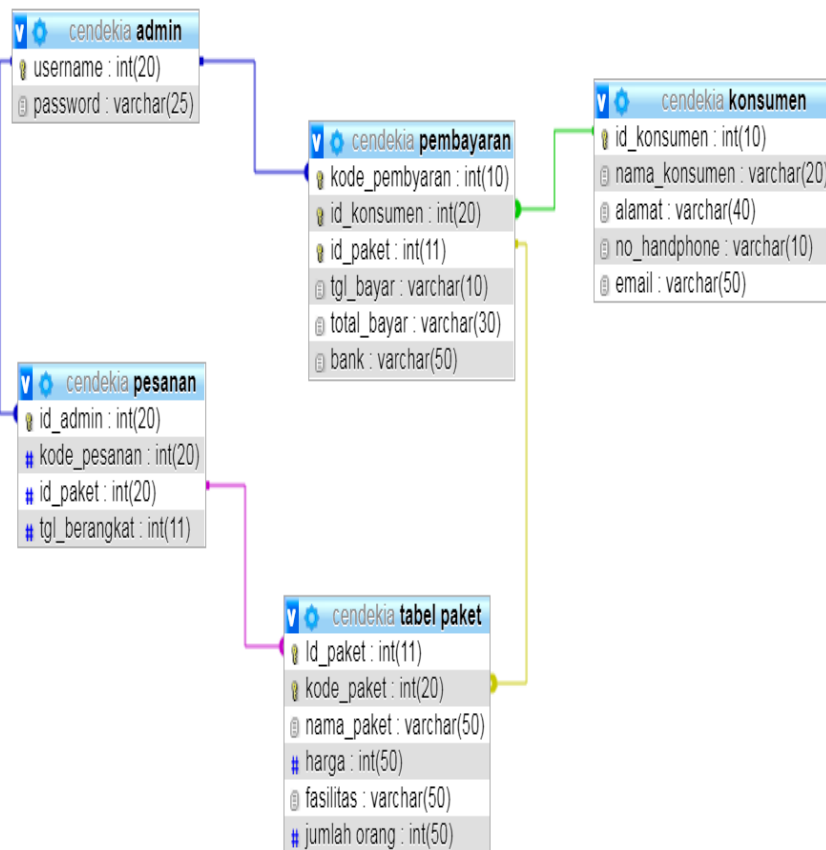 cendekia admin
username : int(20)
password : varchar(25)
cendekia pembayaran
kode_pembyaran : int(10)
id_konsumen : int(20)
id_paket : int(11)
tgl_bayar : varchar(10)
total_bayar : varchar(30)
bank : varchar(50)
cendekia konsumen
id_konsumen : int(10)
nama_konsumen : varchar(20)
alamat : varchar(40)
no_handphone : varchar(10)
email : varchar(50)
cendekia pesanan
id_admin : int(20)
kode_pesanan : int(20)
id_paket : int(20)
tgl_berangkat : int(11)
cendekia tabel paket
Id_paket : int(11)
kode_paket : int(20)
nama_paket : varchar(50)
harga : int(50)
fasilitas : varchar(50)
jumlah orang : int(50)